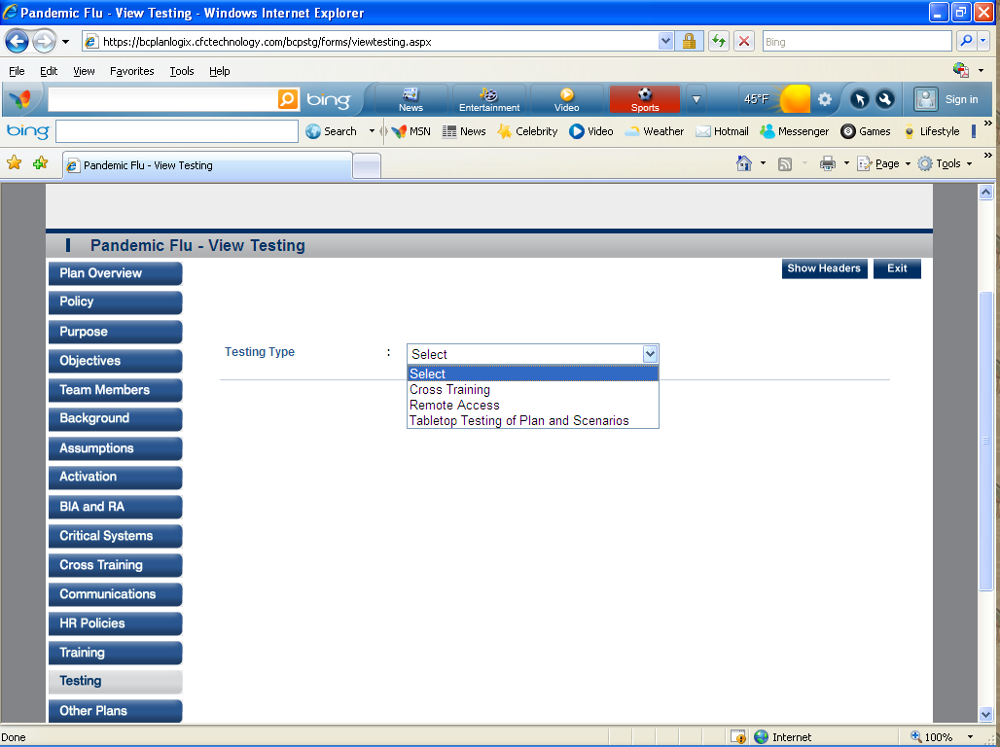 Pandemic Flu - View Testing - Windows Internet Explorer
https://bcplanlogix.cfctechnology.com/bcpstg/forms/viewtesting.aspx
Bing
File Edit View Favorites Tools Help
bing News Entertainment Video Sports 45°F Sign in
bing Search MSN News Celebrity Video Weather Hotmail Messenger Games Lifestyle
Pandemic Flu - View Testing Page Tools
Pandemic Flu - View Testing
Show Headers Exit
Plan Overview
Policy
Purpose
Objectives
Team Members
Background
Assumptions
Activation
BIA and RA
Critical Systems
Cross Training
Communications
HR Policies
Training
Testing
Other Plans
Testing Type : Select
Select
Cross Training
Remote Access
Tabletop Testing of Plan and Scenarios
Done Internet 100%